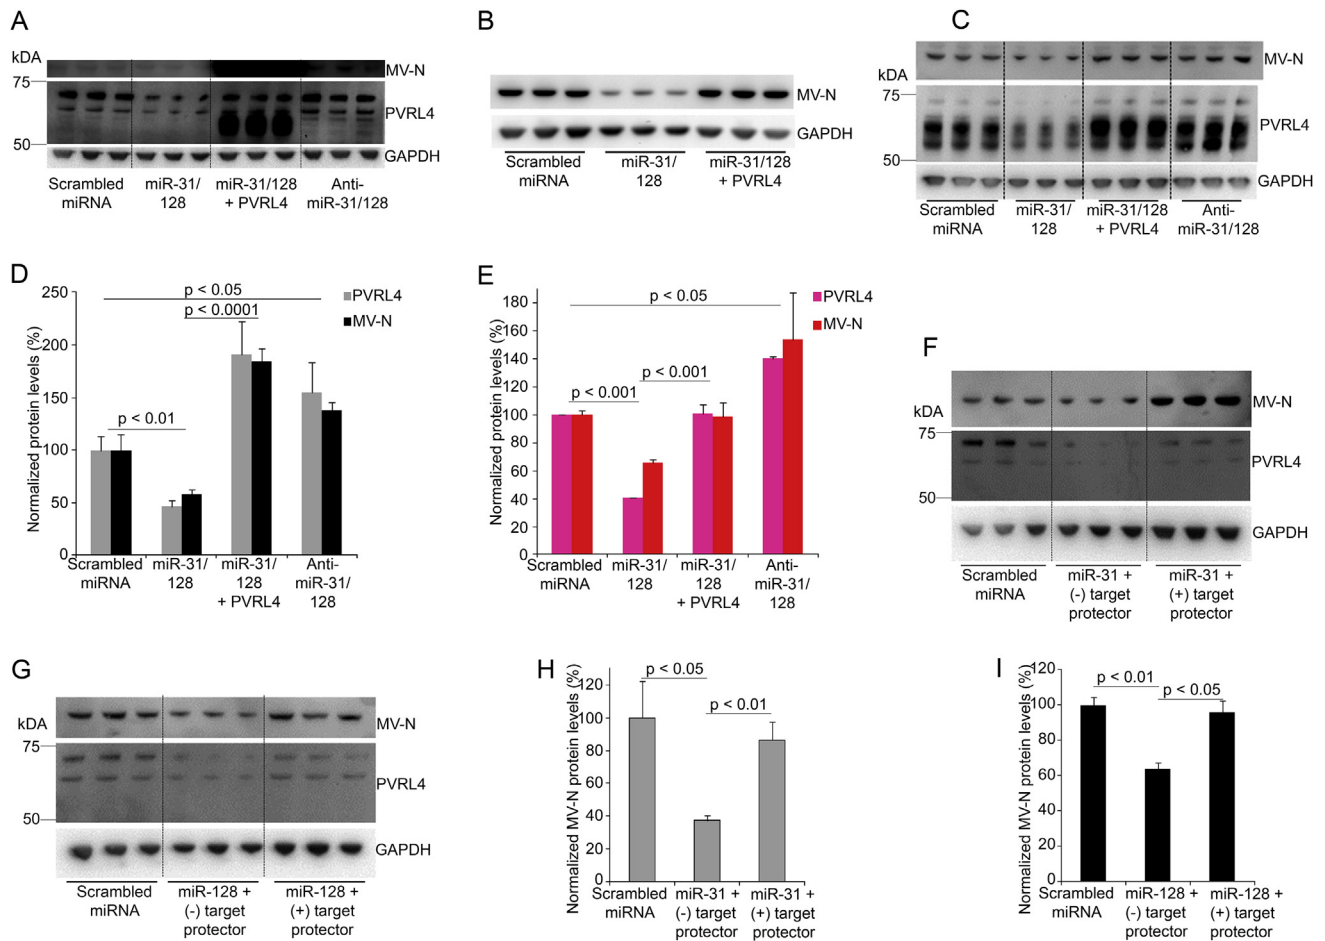 A
kDA
75
50
MV-N
PVRL4
GAPDH
Scrambled
miRNA
miR-31/
128
miR-31/128
+ PVRL4
Anti-
miR-31/128
B
MV-N
GAPDH
Scrambled
miRNA
miR-31/
128
miR-31/128
+ PVRL4
C
kDA
75
50
MV-N
PVRL4
GAPDH
Scrambled
miRNA
miR-31/
128
miR-31/128
+ PVRL4
Anti-
miR-31/128
D
Normalized protein levels (%)
250
200
150
100
50
0
p < 0.05
p < 0.0001
p < 0.01
PVRL4
MV-N
Scrambled
miRNA
miR-31/
128
miR-31/
128
+ PVRL4
Anti-
miR-31/
128
E
Normalized protein levels (%)
180
160
140
120
100
80
60
40
20
0
p < 0.05
p < 0.001
p < 0.001
PVRL4
MV-N
Scrambled
miRNA
miR-31/
128
miR-31/
128
+ PVRL4
Anti-
miR-31/
128
F
kDA
75
50
MV-N
PVRL4
GAPDH
Scrambled
miRNA
miR-31 +
(-) target
protector
miR-31 +
(+) target
protector
G
kDA
75
50
MV-N
PVRL4
GAPDH
Scrambled
miRNA
miR-128 +
(-) target
protector
miR-128 +
(+) target
protector
H
Normalized MV-N protein levels (%)
120
100
80
60
40
20
0
p < 0.05
p < 0.01
Scrambled
miRNA
miR-31 +
(-) target
protector
miR-31 +
(+) target
protector
I
Normalized MV-N protein levels (%)
120
100
80
60
40
20
0
p < 0.01
p < 0.05
Scrambled
miRNA
miR-128 +
(-) target
protector
miR-128 +
(+) target
protector